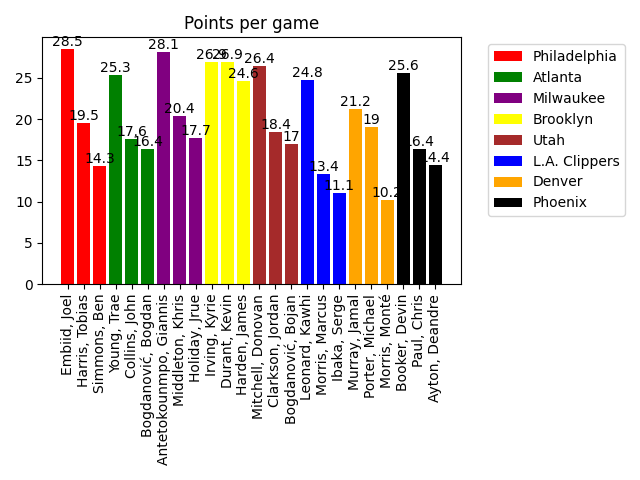 Points per game
28.5
19.5
14.3
25.3
17.6
16.4
28.1
20.4
17.7
26.9
26.9
24.6
26.4
18.4
17
24.8
13.4
11.1
21.2
19
10.2
25.6
16.4
14.4
25
20
15
10
5
0
Embiid, Joel
Harris, Tobias
Simmons, Ben
Young, Trae
Collins, John
Bogdanović, Bogdan
Antetokounmpo, Giannis
Middleton, Khris
Holiday, Jrue
Irving, Kyrie
Durant, Kevin
Harden, James
Mitchell, Donovan
Clarkson, Jordan
Bogdanović, Bojan
Leonard, Kawhi
Morris, Marcus
Ibaka, Serge
Murray, Jamal
Porter, Michael
Morris, Monté
Booker, Devin
Paul, Chris
Ayton, Deandre
Philadelphia
Atlanta
Milwaukee
Brooklyn
Utah
L.A. Clippers
Denver
Phoenix